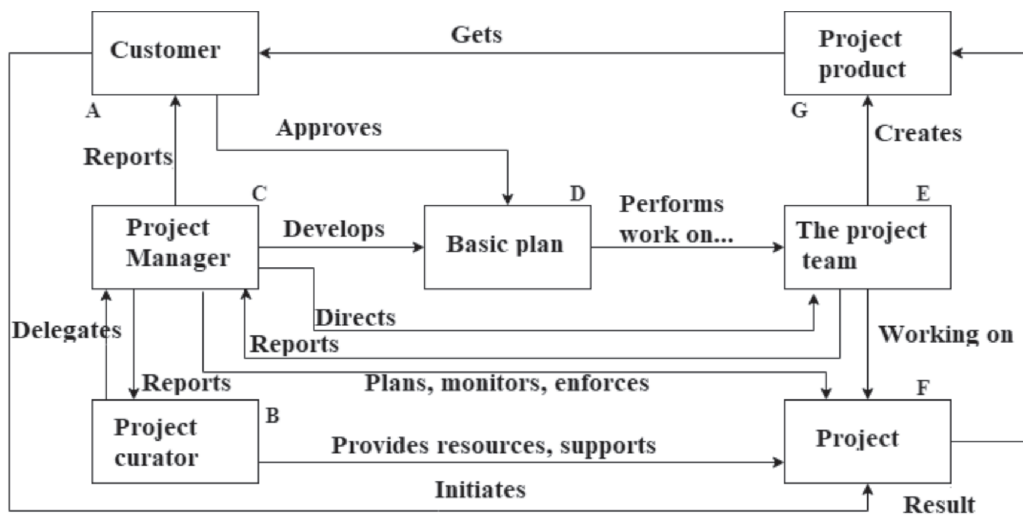 Customer
Gets
Project
product
A
G
Approves
Creates
Reports
C
D
E
Project
Manager
Develops
Basic plan
Performs
work on...
The project
team
Delegates
Directs
Reports
Working on
Reports
Plans, monitors, enforces
B
F
Project
curator
Provides resources, supports
Project
Initiates
Result